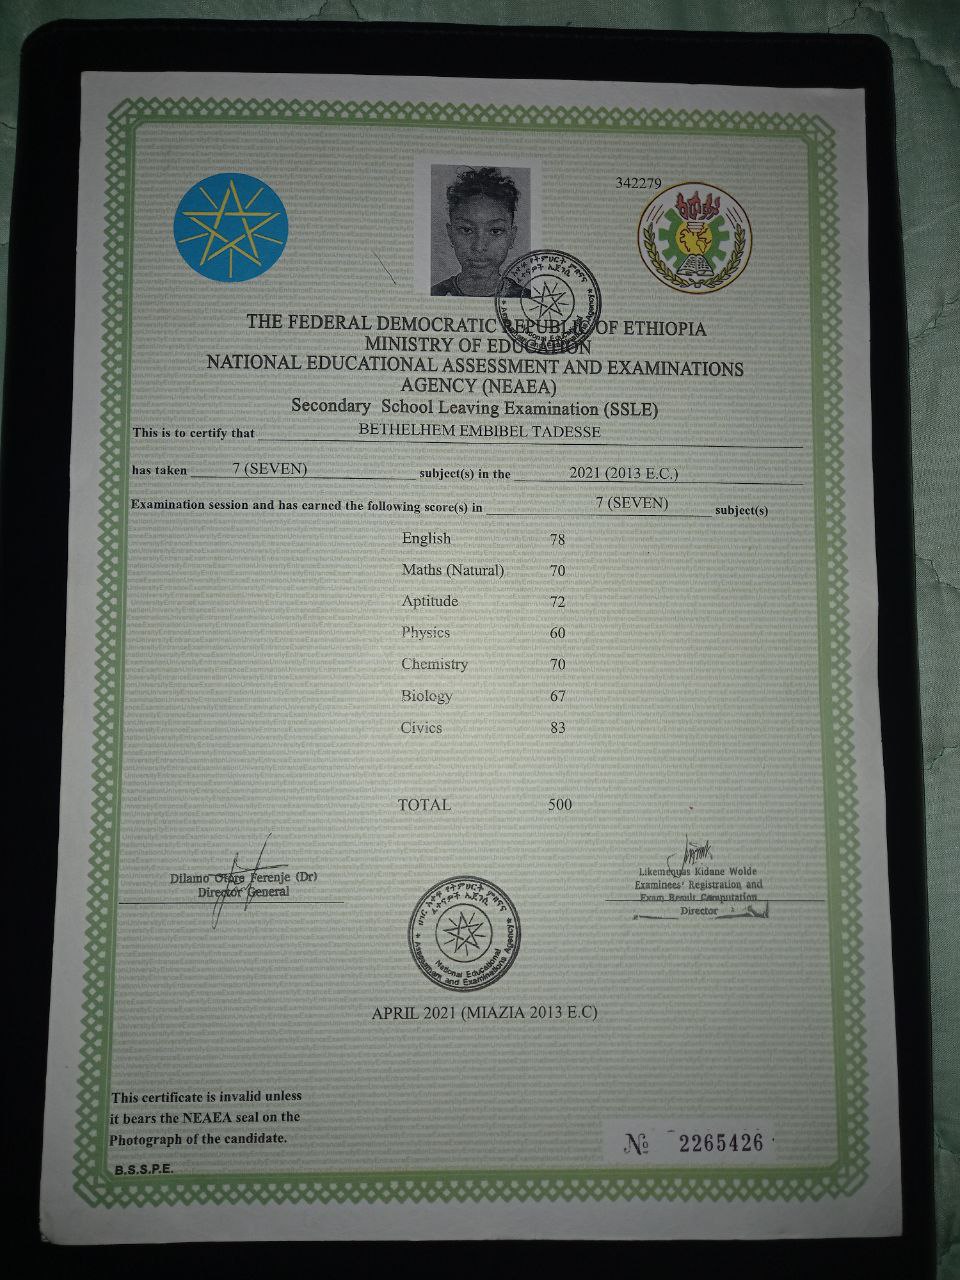 342279
THE FEDERAL DEMOCRATIC REPUBLIC OF ETHIOPIA
MINISTRY OF EDUCATION
NATIONAL EDUCATIONAL ASSESSMENT AND EXAMINATIONS
AGENCY (NEAEA)
Secondary School Leaving Examination (SSLE)
This is to certify that BETHELHEM EMBIBEL TADESSE
has taken 7 (SEVEN) subject(s) in the 2021 (2013 E.C.)
Examination session and has earned the following score(s) in 7 (SEVEN) subject(s)
English 78
Maths (Natural) 70
Aptitude 72
Physics 60
Chemistry 70
Biology 67
Civics 83
TOTAL 500
Dilamo Otore Ferenje (Dr)
Director General
Likemequas Kidane Wolde
Examinees' Registration and
Exam Result Computation
Director
National Educational
Assessment and Examinations Agency
APRIL 2021 (MIAZIA 2013 E.C)
This certificate is invalid unless
it bears the NEAEA seal on the
Photograph of the candidate.
B.S.S.P.E.
№ 2265426